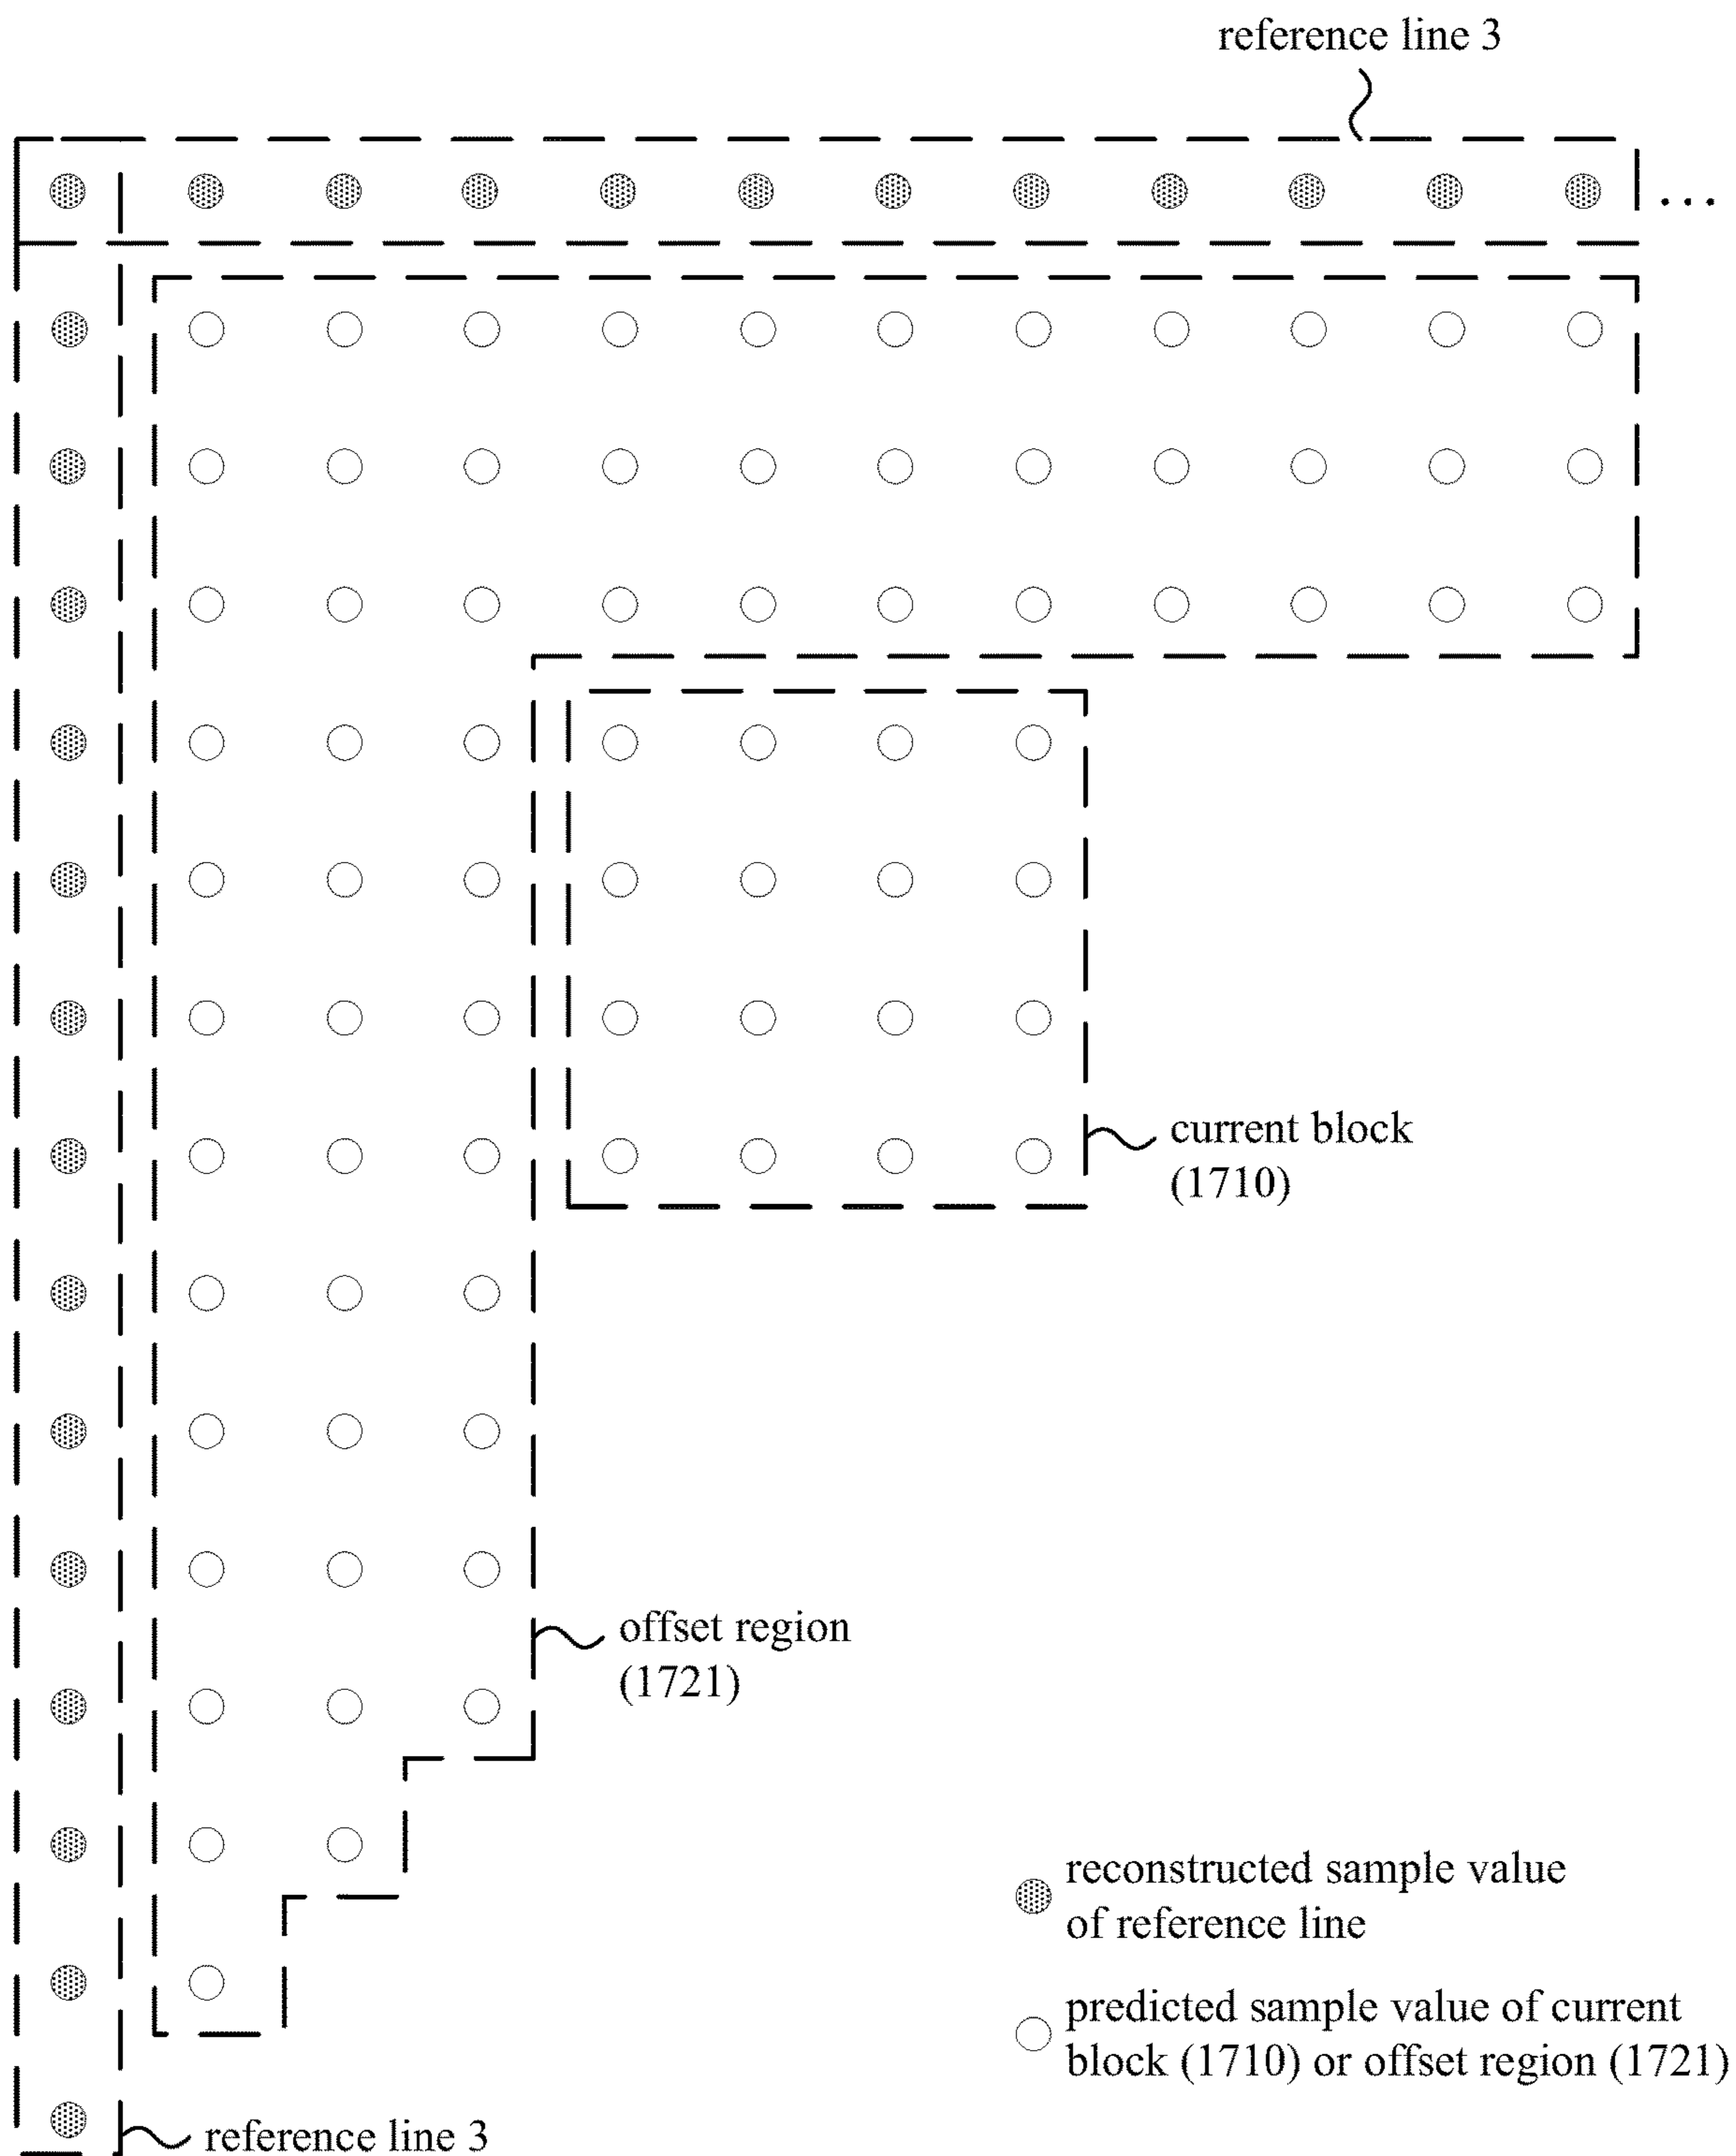 reference line 3
...
current block
(1710)
offset region
(1721)
reconstructed sample value
of reference line
predicted sample value of current
block (1710) or offset region (1721)
reference line 3